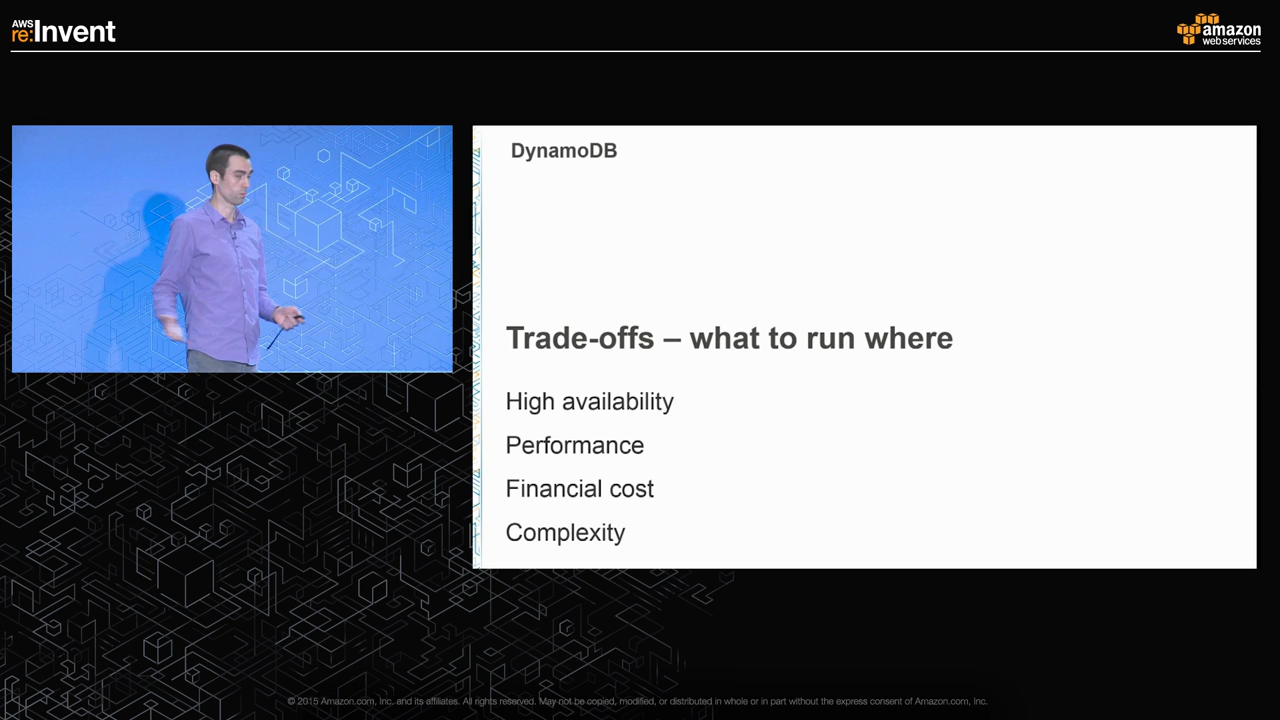 AWS
re:Invent
amazon
web services
DynamoDB
Trade-offs – what to run where
High availability
Performance
Financial cost
Complexity
© 2015 Amazon.com, Inc. and its affiliates. All rights reserved. May not be copied, modified, or distributed in whole or in part without the express consent of Amazon.com, Inc.